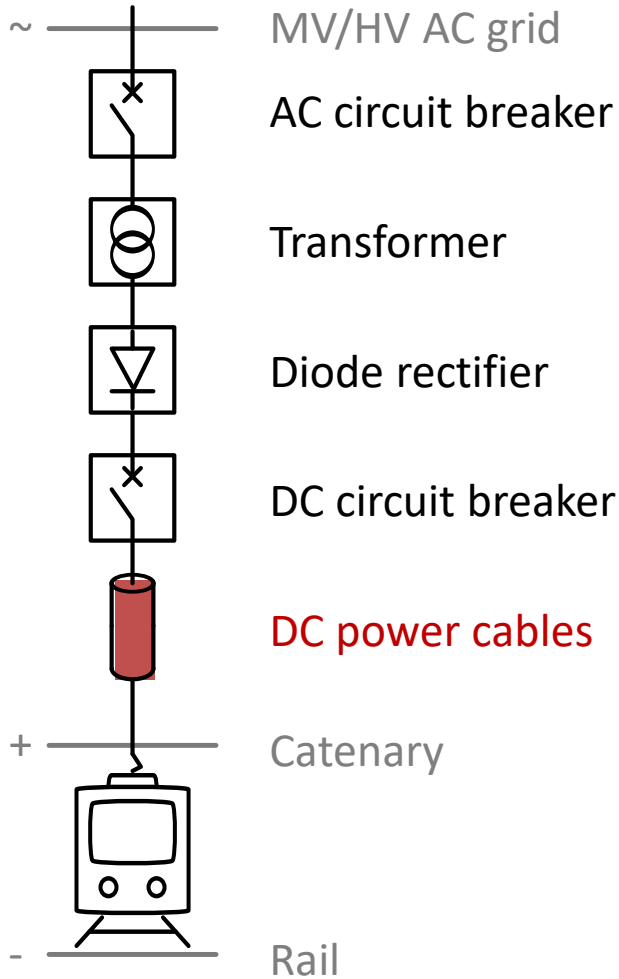 ~ MV/HV AC grid
AC circuit breaker
Transformer
Diode rectifier
DC circuit breaker
DC power cables
+ Catenary
- Rail